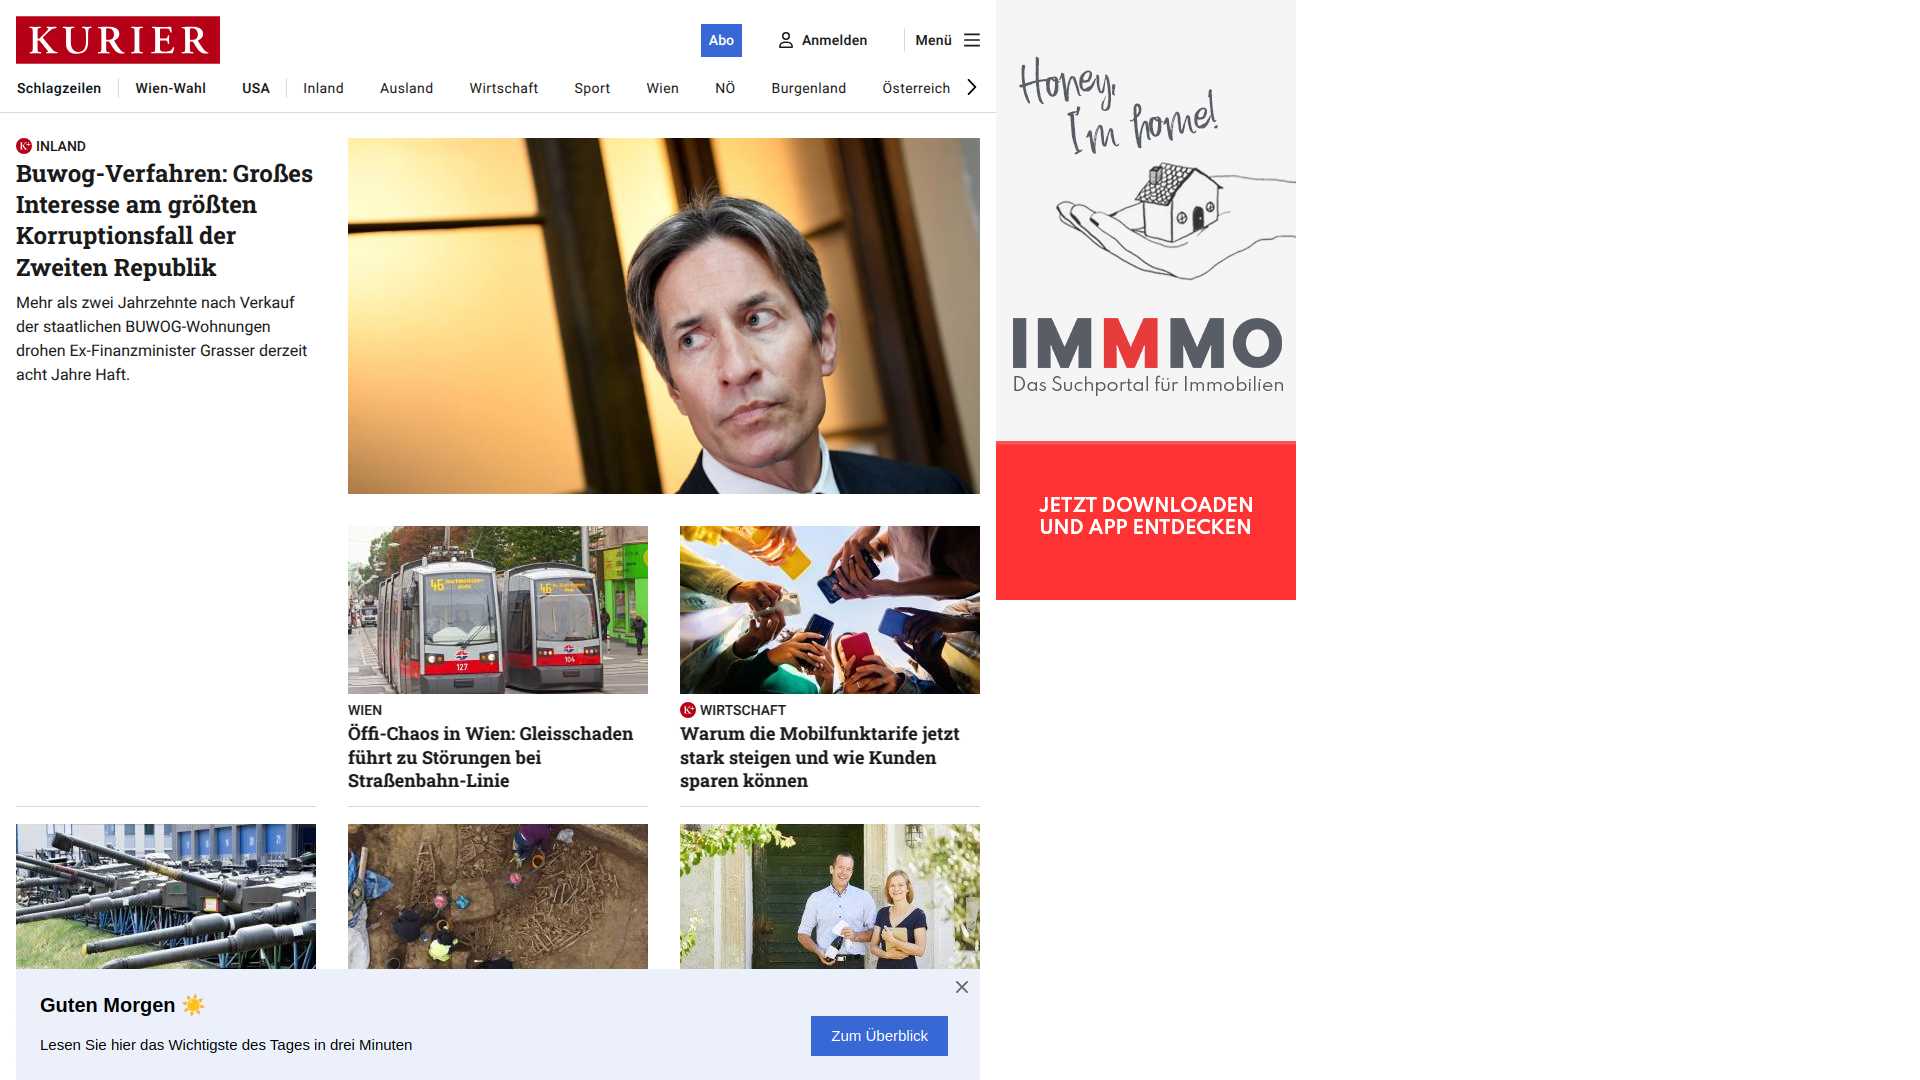 KURIER
Abo
Anmelden
Menü
Schlagzeilen
Wien-Wahl
USA
Inland
Ausland
Wirtschaft
Sport
Wien
NÖ
Burgenland
Österreich
INLAND
Buwog-Verfahren: Großes
Interesse am größten
Korruptionsfall der
Zweiten Republik
Mehr als zwei Jahrzehnte nach Verkauf
der staatlichen BUWOG-Wohnungen
drohen Ex-Finanzminister Grasser derzeit
acht Jahre Haft.
46
127
46
104
WIEN
Öffi-Chaos in Wien: Gleisschaden
führt zu Störungen bei
Straßenbahn-Linie
K+ WIRTSCHAFT
Warum die Mobilfunktarife jetzt
stark steigen und wie Kunden
sparen können
Guten Morgen ☀️
Lesen Sie hier das Wichtigste des Tages in drei Minuten
Zum Überblick
Honey,
I'm home!
IMMMO
Das Suchportal für Immobilien
JETZT DOWNLOADEN
UND APP ENTDECKEN